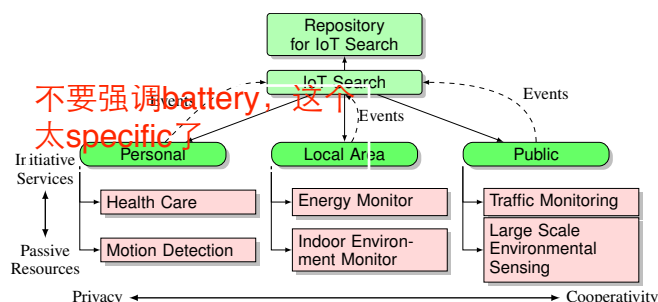 Repository
for IoT Search
IoT Search
不要强调battery，这个
太specific了
Events
Events
Events
Personal
Local Area
Public
Initiative
Services
Health Care
Energy Monitor
Traffic Monitoring
Passive
Resources
Motion Detection
Indoor Environ-
ment Monitor
Large Scale
Environmental
Sensing
Privacy
Cooperativity